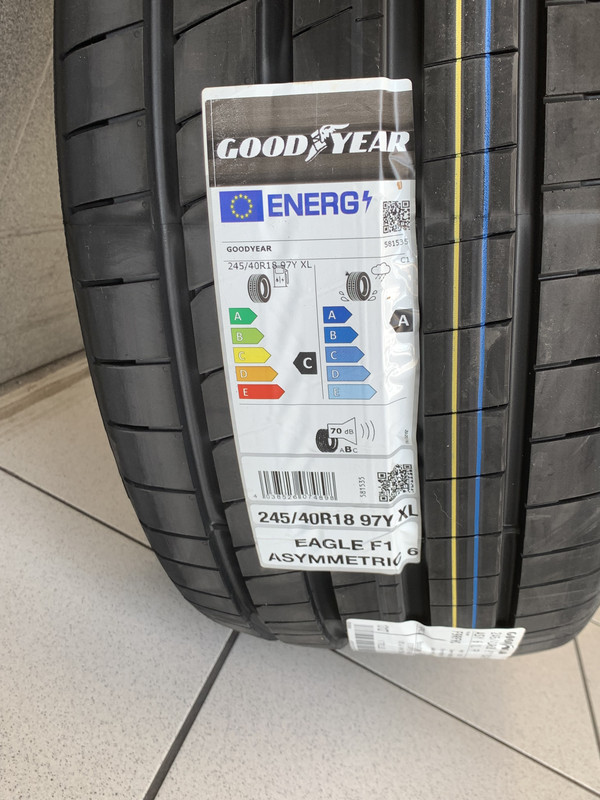 GOODYEAR
ENERG
GOODYEAR
581535
245/40R18 97Y XL
C1
A
B
C
D
E
C
A
B
C
D
E
A
70 dB
ABC
581535
245/40R18 97Y XL
EAGLE F1
ASYMMETRIC 6